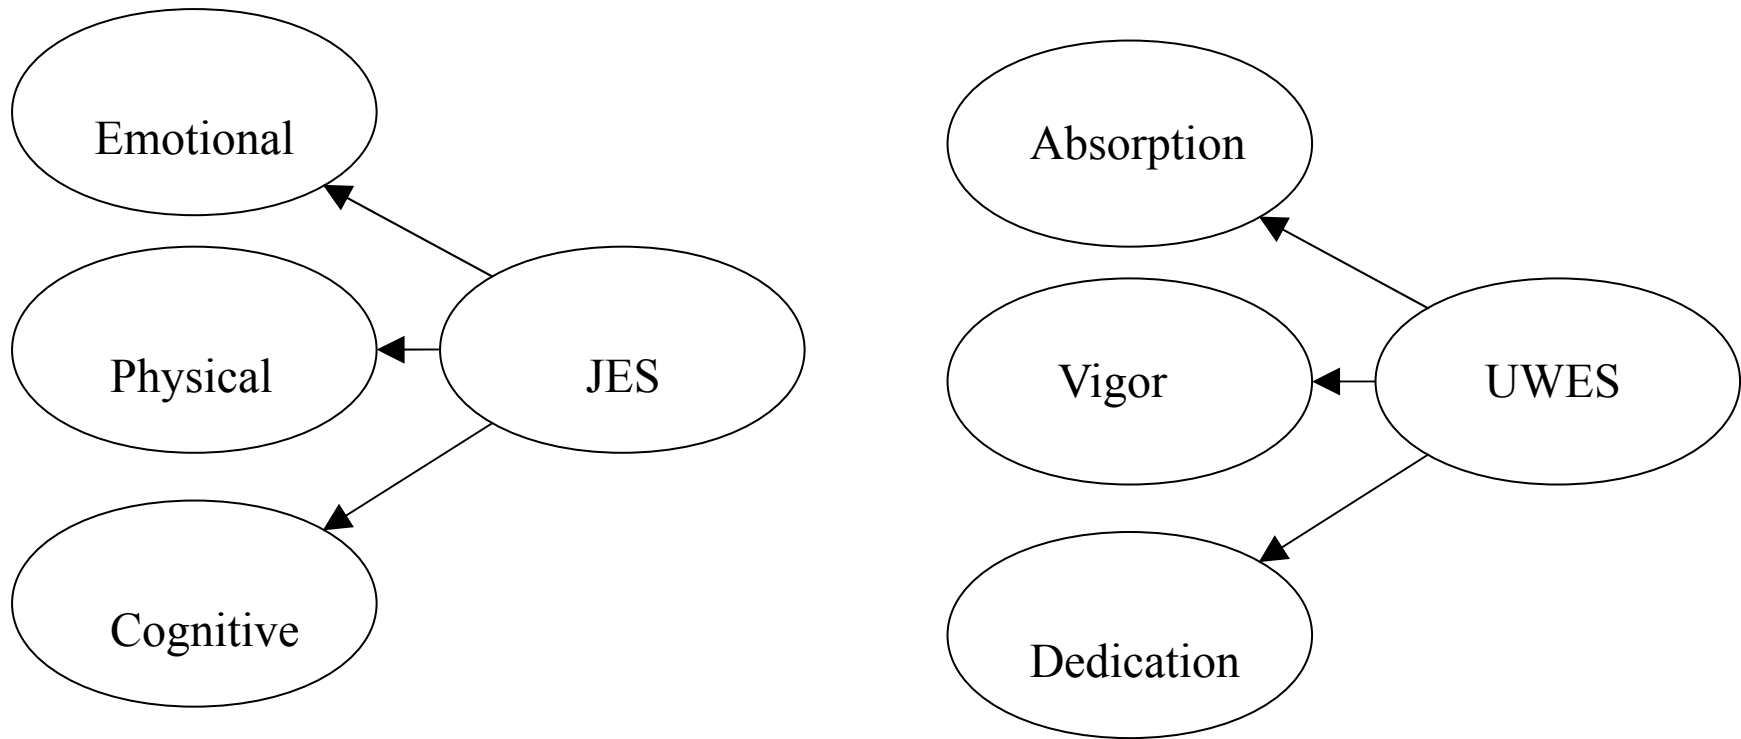 Emotional
Physical
JES
Cognitive
Absorption
Vigor
UWES
Dedication